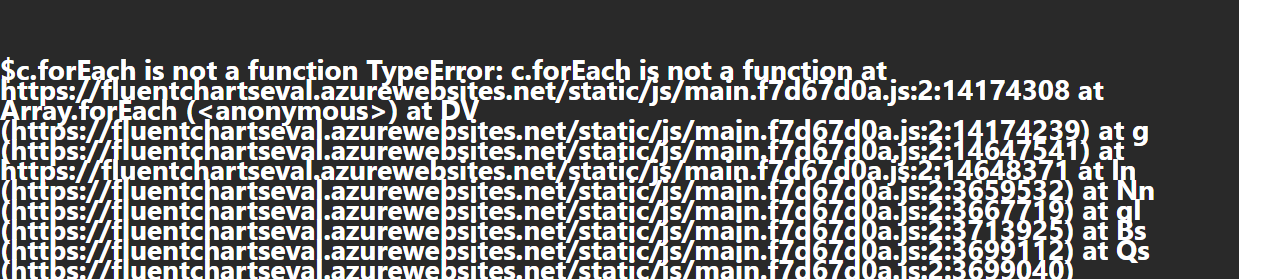 $c.forEach is not a function TypeError: c.forEach is not a function at
https://fluentchartseval.azurewebsites.net/static/js/main.f7d67d0a.js:2:14174308 at
Array.forEach (<anonymous>) at DV
(https://fluentchartseval.azurewebsites.net/static/js/main.f7d67d0a.js:2:14174239) at g
(https://fluentchartseval.azurewebsites.net/static/js/main.f7d67d0a.js:2:14647541) at
https://fluentchartseval.azurewebsites.net/static/js/main.f7d67d0a.js:2:14648371 at In
(https://fluentchartseval.azurewebsites.net/static/js/main.f7d67d0a.js:2:3659532) at Nn
(https://fluentchartseval.azurewebsites.net/static/js/main.f7d67d0a.js:2:3667719) at gl
(https://fluentchartseval.azurewebsites.net/static/js/main.f7d67d0a.js:2:3713925) at Bs
(https://fluentchartseval.azurewebsites.net/static/js/main.f7d67d0a.js:2:3699112) at Qs
(https://fluentchartseval.azurewebsites.net/static/js/main.f7d67d0a.js:2:3699040)